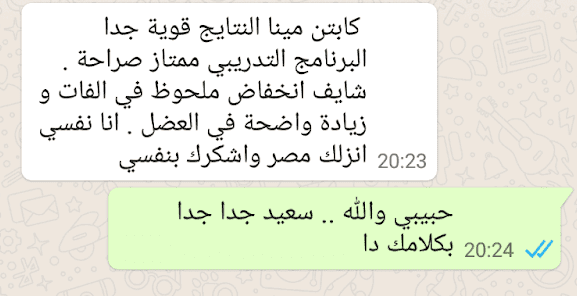 كابتن مينا النتايج قوية جدا
البرنامج التدريبي ممتاز صراحة .
شايف انخفاض ملحوظ في الفات و
زيادة واضحة في العضل . انا نفسي
انزلك مصر واشكرك بنفسي 20:23
حبيبي والله .. سعيد جدا جدا
بكلامك دا 20:24